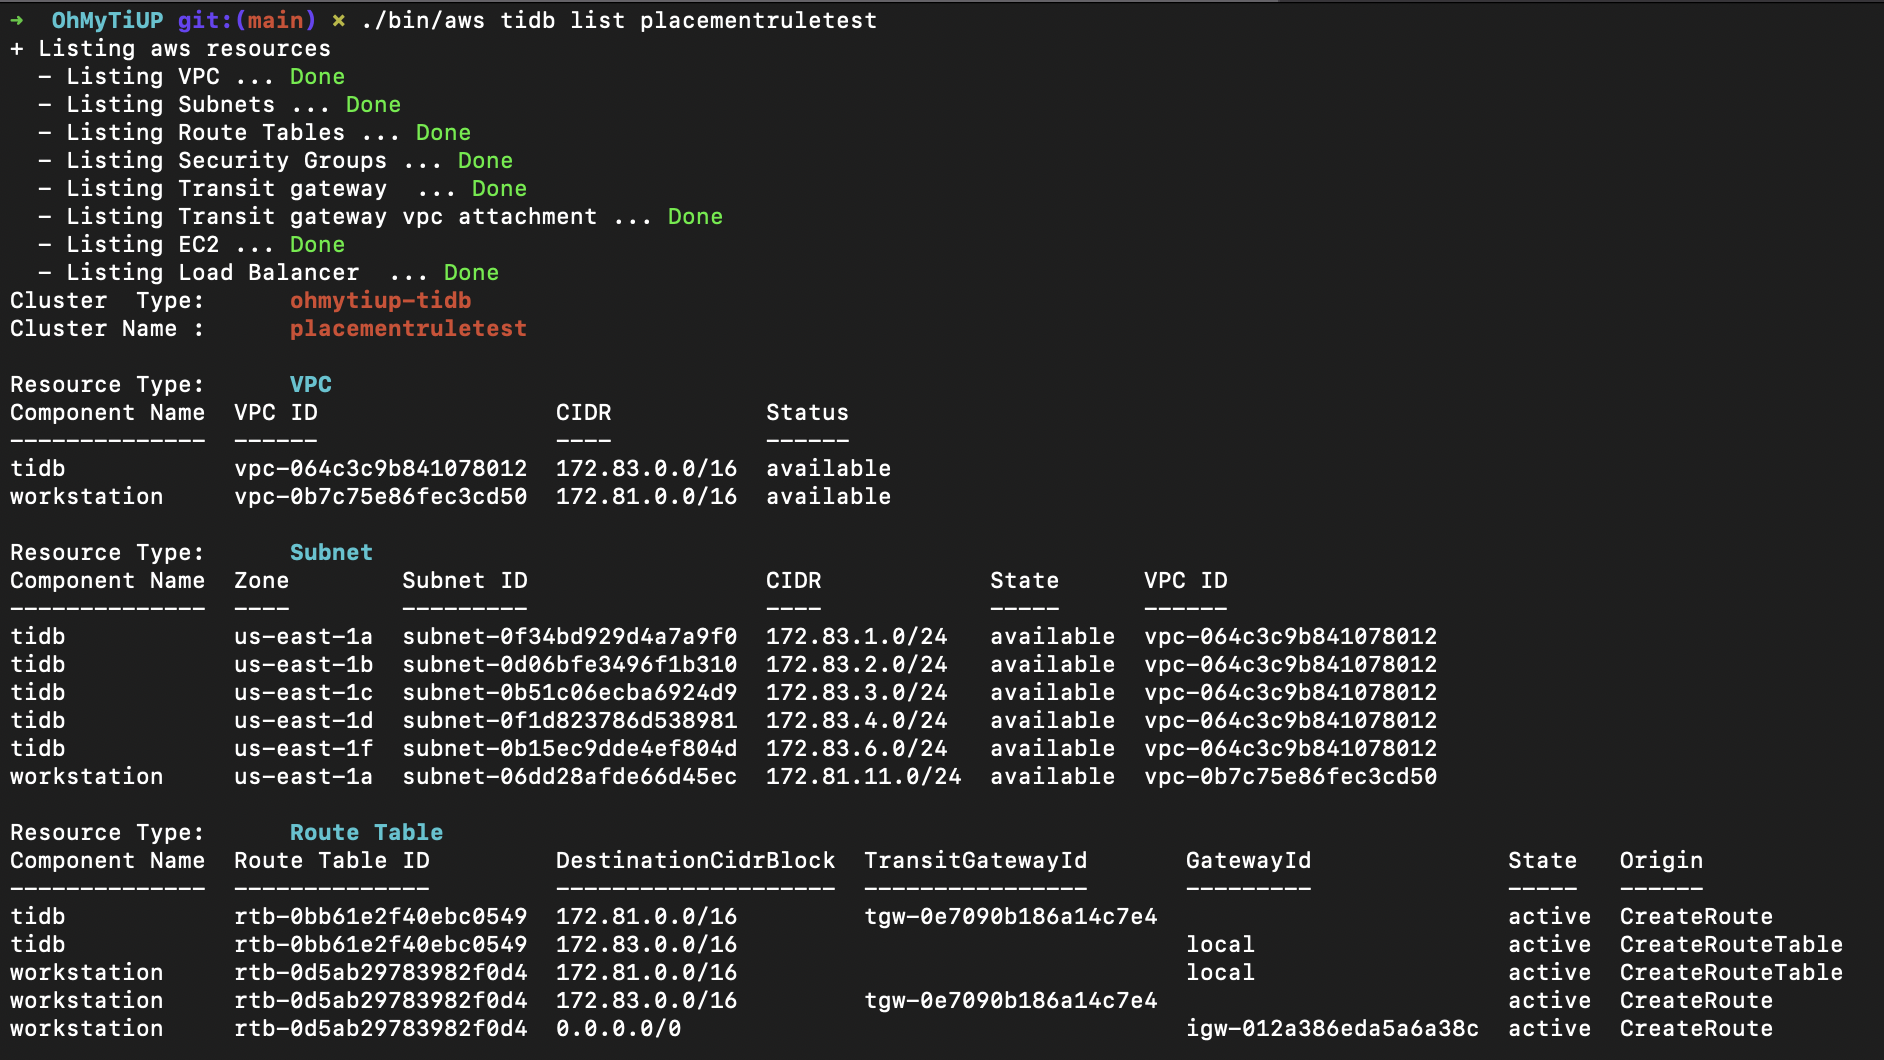 → OhMyTiUP git:(main) × ./bin/aws tidb list placementruletest
+ Listing aws resources
  - Listing VPC ... Done
  - Listing Subnets ... Done
  - Listing Route Tables ... Done
  - Listing Security Groups ... Done
  - Listing Transit gateway  ... Done
  - Listing Transit gateway vpc attachment ... Done
  - Listing EC2 ... Done
  - Listing Load Balancer  ... Done
Cluster  Type:      ohmytiup-tidb
Cluster Name :      placementruletest
Resource Type:      VPC
Component Name  VPC ID                 CIDR           Status
--------------  ------                 ----           ------
tidb            vpc-064c3c9b841078012  172.83.0.0/16  available
workstation     vpc-0b7c75e86fec3cd50  172.81.0.0/16  available
Resource Type:      Subnet
Component Name  Zone        Subnet ID                 CIDR            State      VPC ID
--------------  ----        ---------                 ----            -----      ------
tidb            us-east-1a  subnet-0f34bd929d4a7a9f0  172.83.1.0/24   available  vpc-064c3c9b841078012
tidb            us-east-1b  subnet-0d06bfe3496f1b310  172.83.2.0/24   available  vpc-064c3c9b841078012
tidb            us-east-1c  subnet-0b51c06ecba6924d9  172.83.3.0/24   available  vpc-064c3c9b841078012
tidb            us-east-1d  subnet-0f1d823786d538981  172.83.4.0/24   available  vpc-064c3c9b841078012
tidb            us-east-1f  subnet-0b15ec9dde4ef804d  172.83.6.0/24   available  vpc-064c3c9b841078012
workstation     us-east-1a  subnet-06dd28afde66d45ec  172.81.11.0/24  available  vpc-0b7c75e86fec3cd50
Resource Type:      Route Table
Component Name  Route Table ID         DestinationCidrBlock  TransitGatewayId       GatewayId              State   Origin
--------------  --------------         --------------------  ----------------       ---------              -----   ------
tidb            rtb-0bb61e2f40ebc0549  172.81.0.0/16         tgw-0e7090b186a14c7e4                         active  CreateRoute
tidb            rtb-0bb61e2f40ebc0549  172.83.0.0/16                                local                  active  CreateRouteTable
workstation     rtb-0d5ab29783982f0d4  172.81.0.0/16                                local                  active  CreateRouteTable
workstation     rtb-0d5ab29783982f0d4  172.83.0.0/16         tgw-0e7090b186a14c7e4                         active  CreateRoute
workstation     rtb-0d5ab29783982f0d4  0.0.0.0/0                                    igw-012a386eda5a6a38c  active  CreateRoute